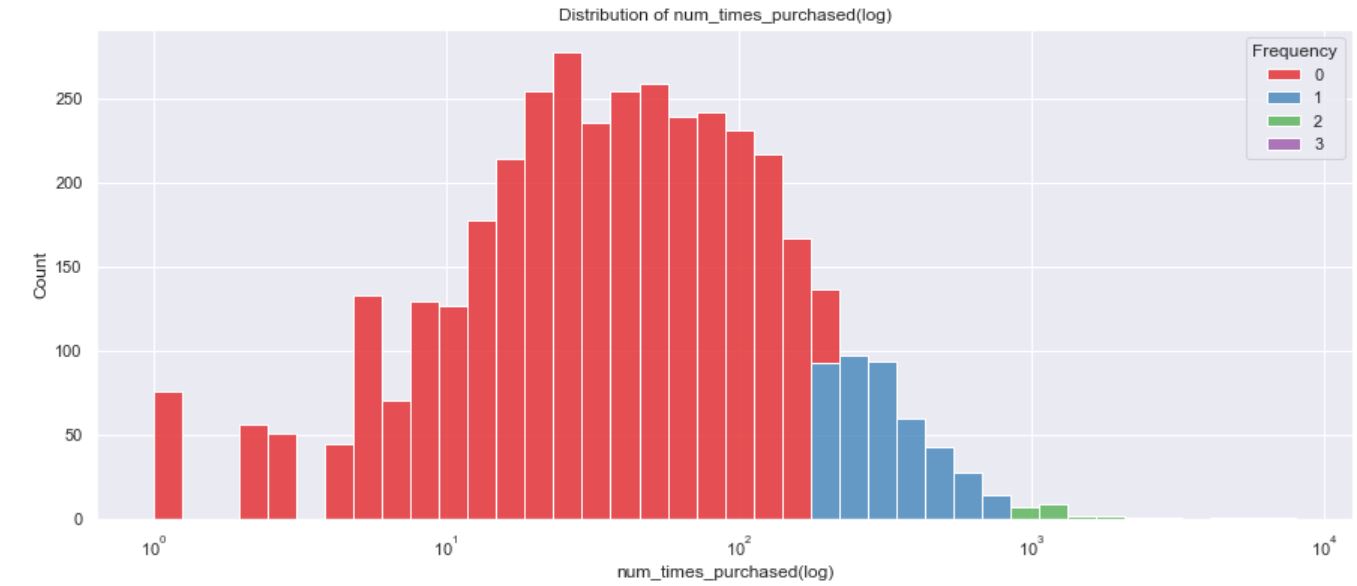 Distribution of num_times_purchased(log)
Frequency
0
1
2
3
250
200
150
100
50
0
Count
10⁰ 10¹ 10² 10³ 10⁴
num_times_purchased(log)